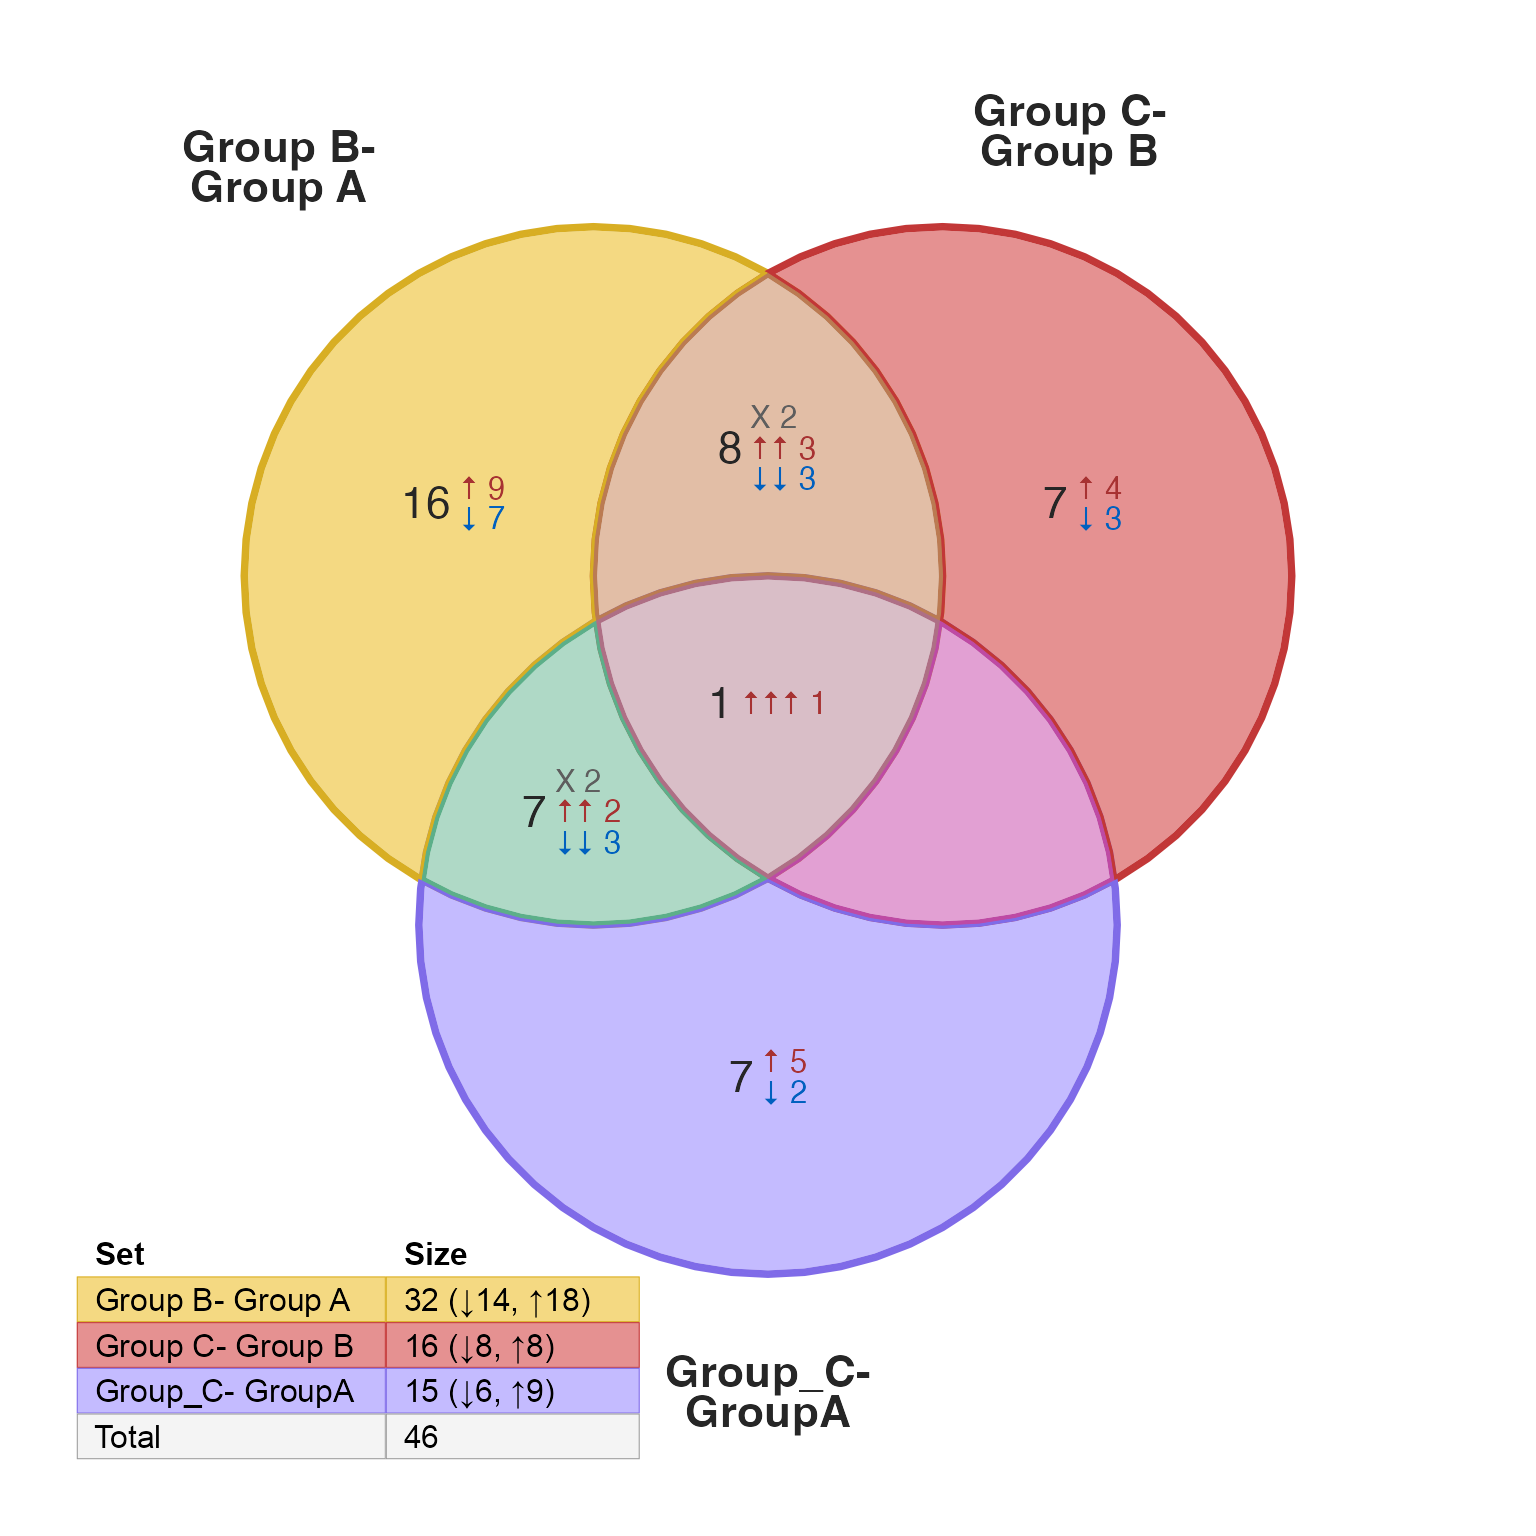 Group B-
Group A
Group C-
Group B
X 2
8 ↑↑ 3
↓↓ 3
16 ↑ 9
↓ 7
7 ↑ 4
↓ 3
1 ↑↑↑ 1
X 2
7 ↑↑ 2
↓↓ 3
7 ↑ 5
↓ 2
Set Size
Group B- Group A 32 (↓14, ↑18)
Group C- Group B 16 (↓8, ↑8)
Group_C- GroupA 15 (↓6, ↑9)
Total 46
Group_C-
GroupA